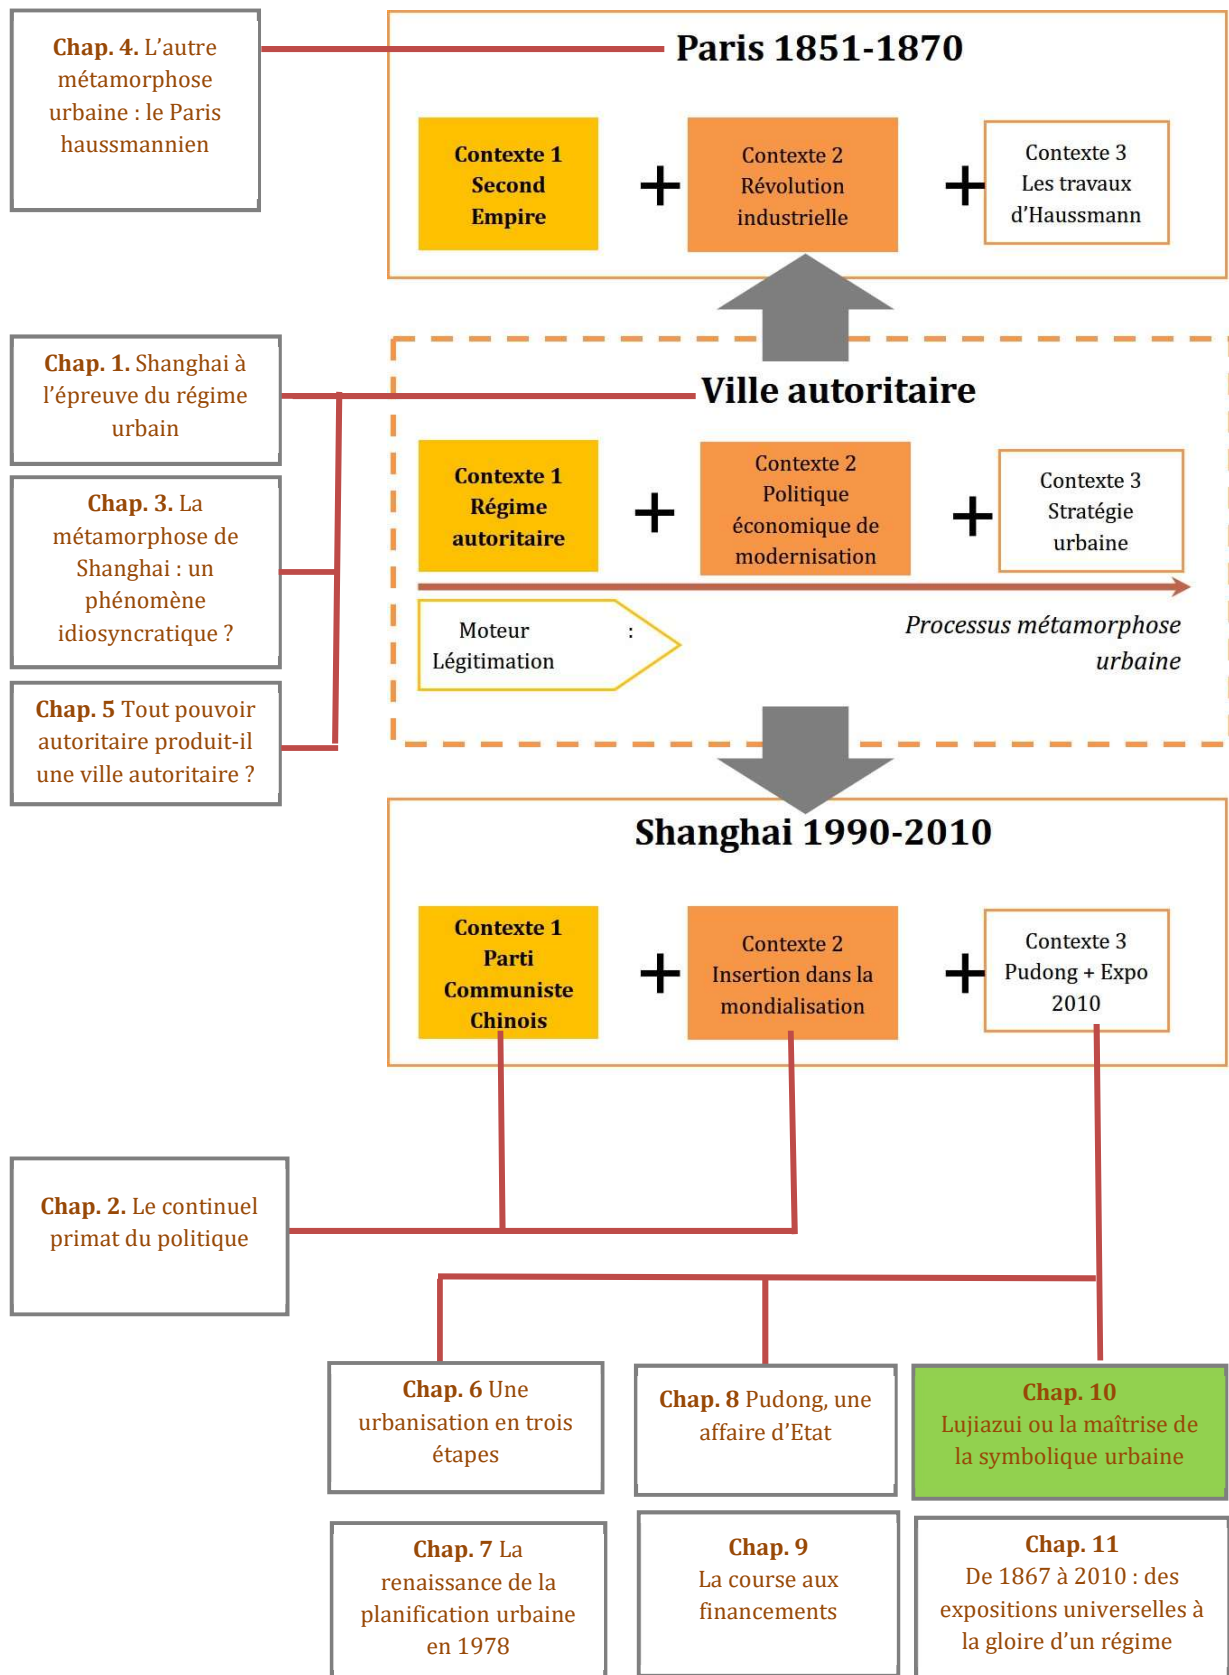 Chap. 4. L’autre
métamorphose
urbaine : le Paris
haussmannien
Paris 1851-1870
Contexte 1
Second
Empire
+
Contexte 2
Révolution
industrielle
+
Contexte 3
Les travaux
d’Haussmann
Chap. 1. Shanghai à
l’épreuve du régime
urbain
Chap. 3. La
métamorphose de
Shanghai : un
phénomène
idiosyncratique ?
Chap. 5 Tout pouvoir
autoritaire produit-il
une ville autoritaire ?
Ville autoritaire
Contexte 1
Régime
autoritaire
+
Contexte 2
Politique
économique de
modernisation
+
Contexte 3
Stratégie
urbaine
Moteur :
Légitimation
Processus métamorphose
urbaine
Shanghai 1990-2010
Contexte 1
Parti
Communiste
Chinois
+
Contexte 2
Insertion dans la
mondialisation
+
Contexte 3
Pudong + Expo
2010
Chap. 2. Le continuel
primat du politique
Chap. 6 Une
urbanisation en trois
étapes
Chap. 8 Pudong, une
affaire d’Etat
Chap. 10
Lujiazui ou la maîtrise de
la symbolique urbaine
Chap. 7 La
renaissance de la
planification urbaine
en 1978
Chap. 9
La course aux
financements
Chap. 11
De 1867 à 2010 : des
expositions universelles à
la gloire d’un régime